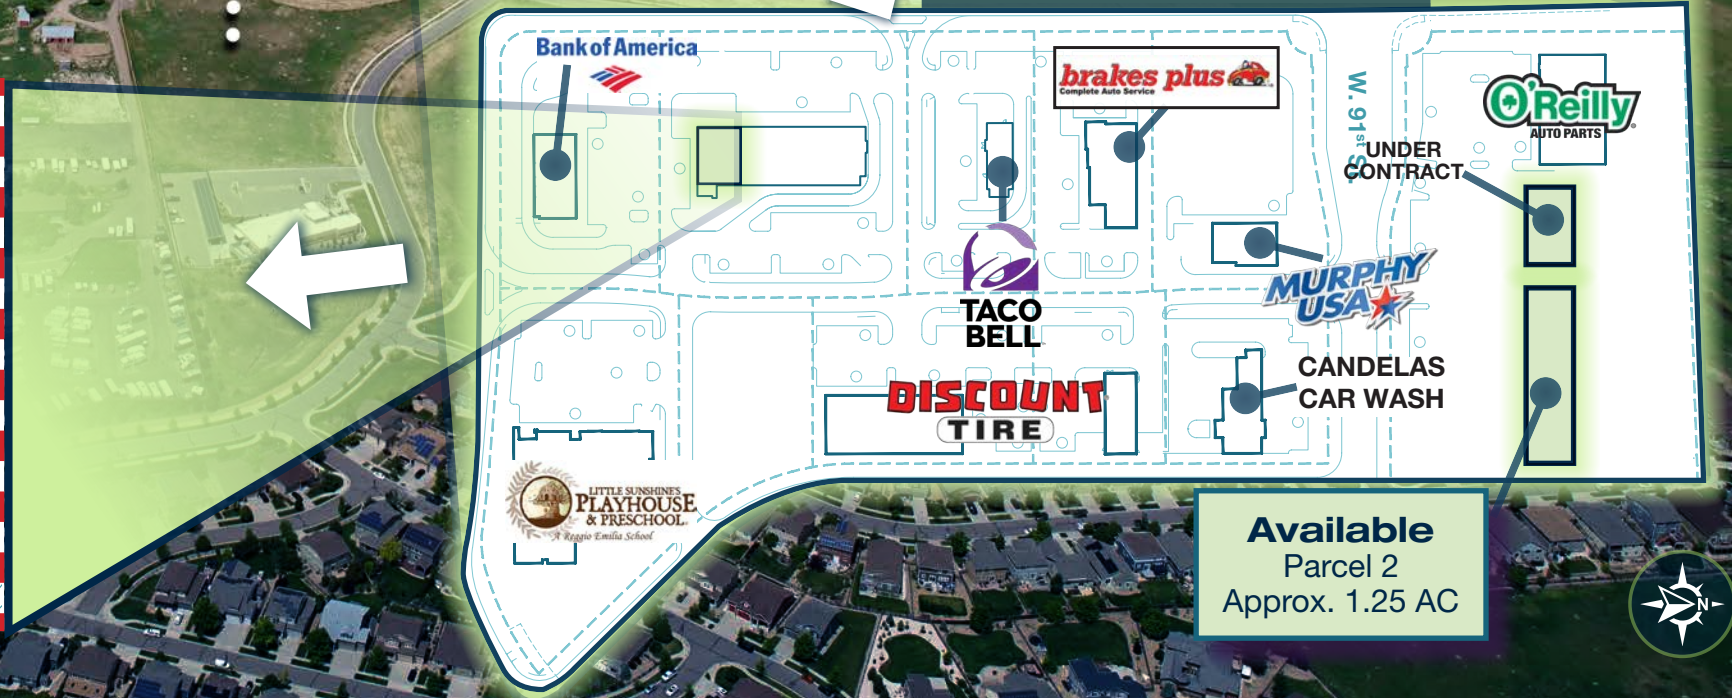 Bank of America
brakes plus
Complete Auto Service
W. 91st St.
O'Reilly
AUTO PARTS
UNDER
CONTRACT
TACO
BELL
MURPHY
USA
CANDELAS
CAR WASH
DISCOUNT
TIRE
LITTLE SUNSHINE'S
PLAYHOUSE
& PRESCHOOL
A Reggio Emilia School
Available
Parcel 2
Approx. 1.25 AC
N